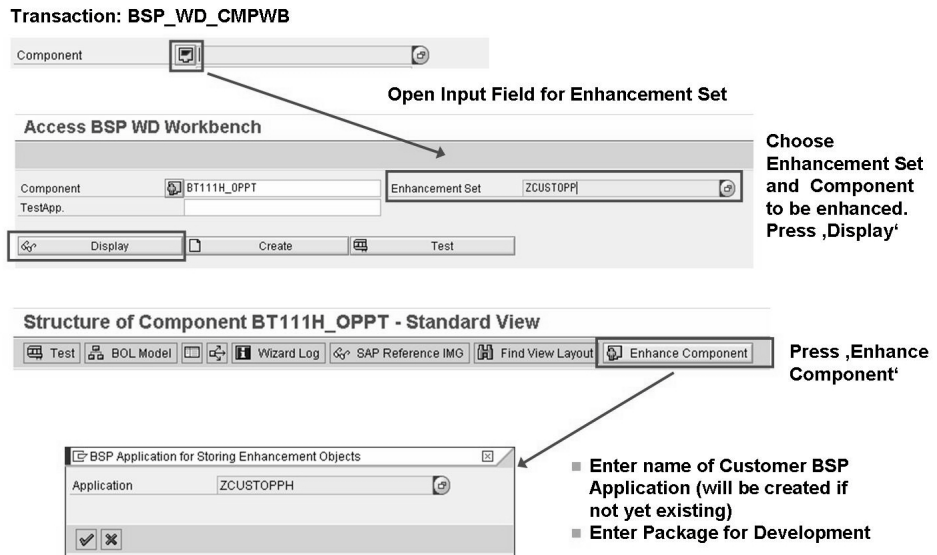 Transaction: BSP_WD_CMPWB
Component
Open Input Field for Enhancement Set
Access BSP WD Workbench
Component BT111H_OPPT Enhancement Set ZCUSTOPP
TestApp.
Display Create Test
Choose
Enhancement Set
and Component
to be enhanced.
Press ‚Display‘
Structure of Component BT111H_OPPT - Standard View
Test BOL Model Wizard Log SAP Reference IMG Find View Layout Enhance Component
Press ‚Enhance
Component‘
BSP Application for Storing Enhancement Objects
Application ZCUSTOPPH
Enter name of Customer BSP
Application (will be created if
not yet existing)
Enter Package for Development